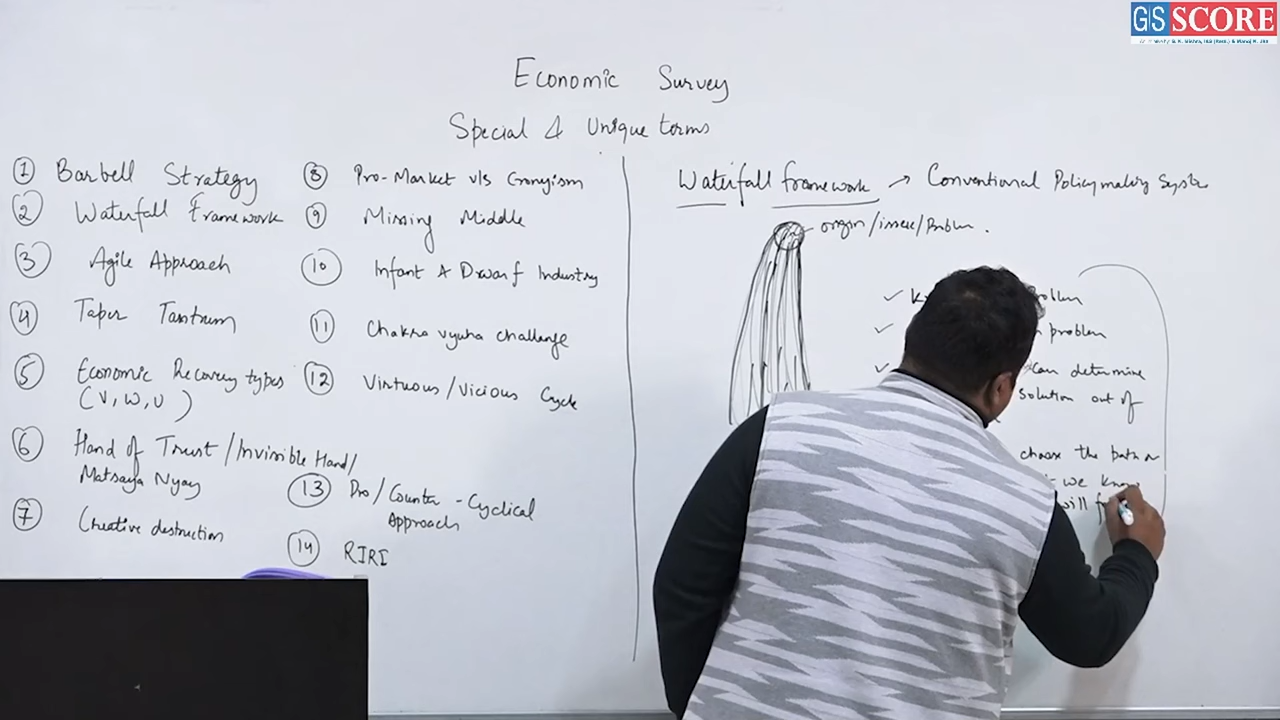 GS SCORE
Economic Survey
Special & Unique terms
① Barbell Strategy
② Waterfall Framework
③ Agile Approach
④ Taper Tantrum
⑤ Economic Recovery types
(V, W, U)
⑥ Hand of Trust / Invisible Hand /
Matsaya Nyay
⑦ Creative destruction
⑧ Pro-Market v/s Cronyism
⑨ Missing Middle
⑩ Infant & Dwarf Industry
⑪ Chakra vyuha challenge
⑫ Virtuous / Vicious Cycle
⑬ Pro / Counter - Cyclical
Approach
⑭ RIRI
Waterfall framework → Conventional Policymaking
origin / issue /
problem
can determine
solution out of
choose the path
we know
will